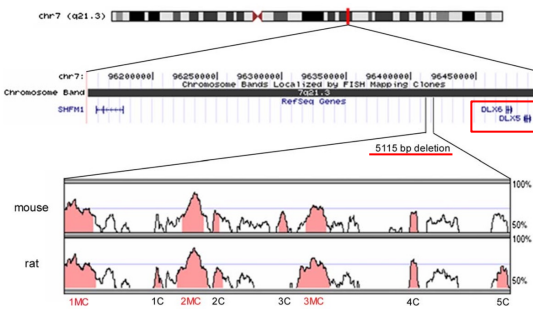 chr7 (q21.3)
chr7: 96200000| 96250000| 96300000| 96350000| 96400000| 96450000|
Chromosome Bands Localized by FISH Mapping Clones
Chromosome Band 7q21.3
RefSeq Genes
SHFM1 DLX6
DLX5
5115 bp deletion
100%
mouse
50%
100%
rat
50%
1MC 1C 2MC 2C 3C 3MC 4C 5C